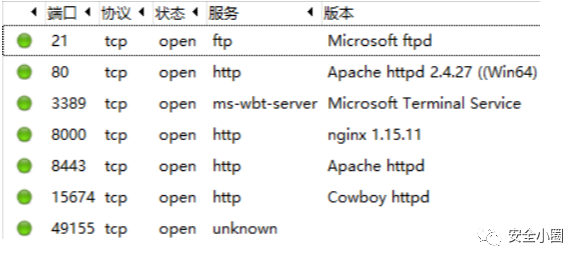 端口 协议 状态 服务 版本
21 tcp open ftp Microsoft ftpd
80 tcp open http Apache httpd 2.4.27 ((Win64)
3389 tcp open ms-wbt-server Microsoft Terminal Service
8000 tcp open http nginx 1.15.11
8443 tcp open http Apache httpd
15674 tcp open http Cowboy httpd
49155 tcp open unknown
安全小圈